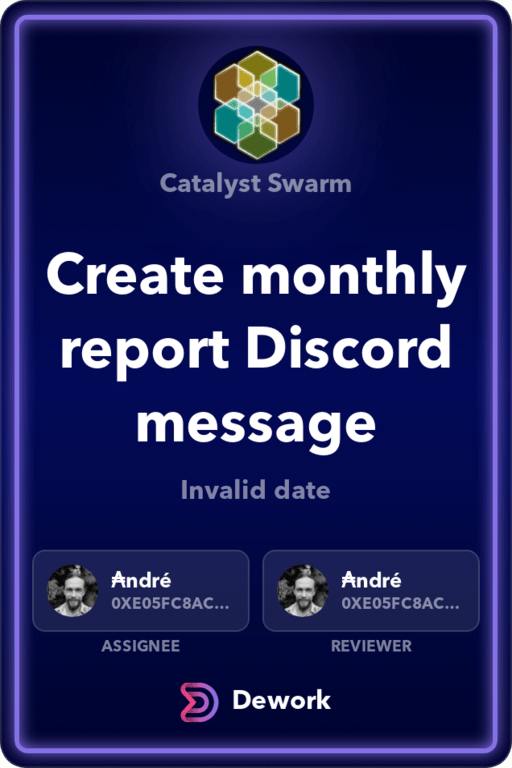 Catalyst Swarm
Create monthly
report Discord
message
Invalid date
₳ndré
0XE05FC8AC...
ASSIGNEE
₳ndré
0XE05FC8AC...
REVIEWER
Dework